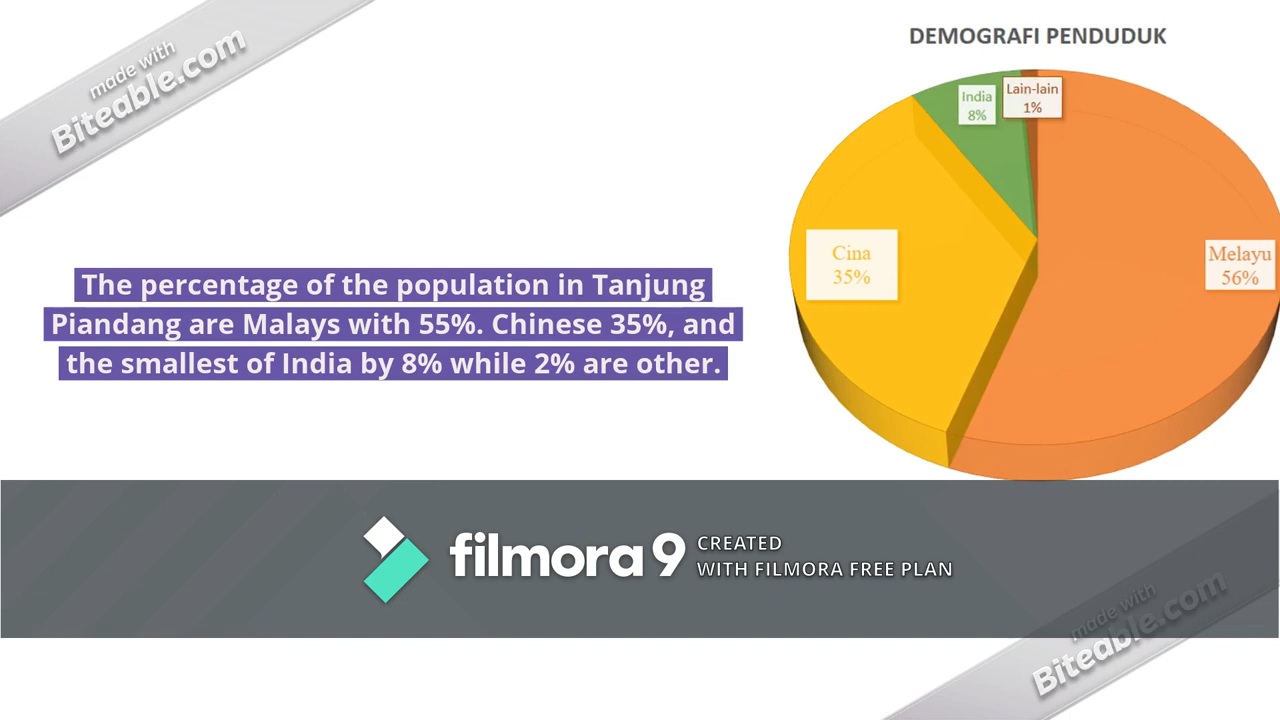 made with
Biteable.com
DEMOGRAFI PENDUDUK
India
8%
Lain-lain
1%
Cina
35%
Melayu
56%
The percentage of the population in Tanjung
Piandang are Malays with 55%. Chinese 35%, and
the smallest of India by 8% while 2% are other.
filmora 9
CREATED
WITH FILMORA FREE PLAN
made with
Biteable.com